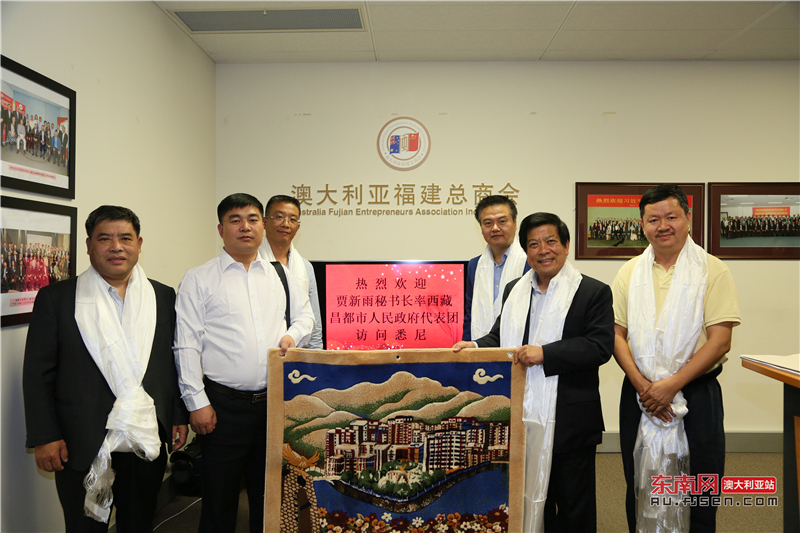 澳大利亚福建总商会
Australia Fujian Entrepreneurs Association Inc
热烈欢迎
贾新雨秘书长率西藏
昌都市人民政府代表团
访问悉尼
东南网 澳大利亚站
AU.FJSEN.COM